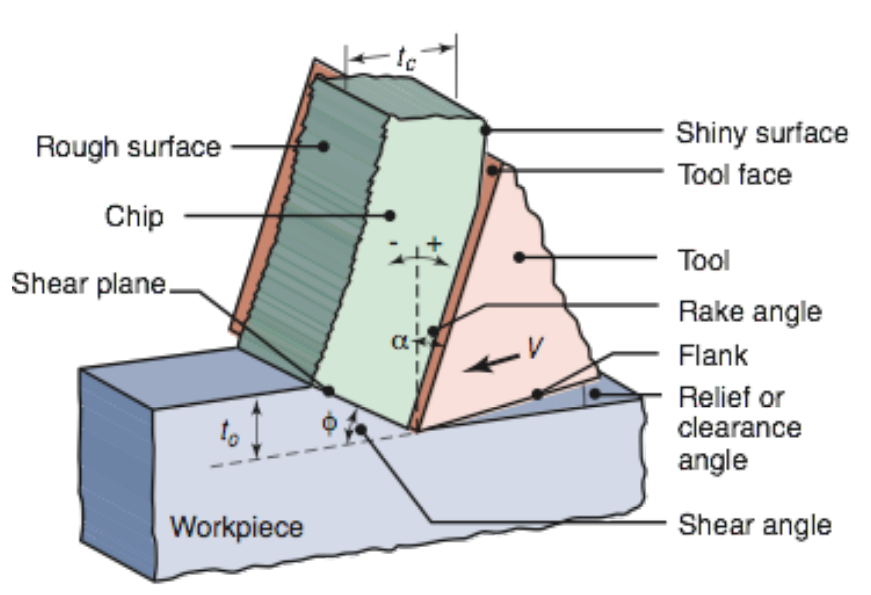 t_c
Rough surface
Shiny surface
Tool face
Chip
- +
Tool
Shear plane
Rake angle
α
V
Flank
Relief or
clearance
angle
t_o
ϕ
Workpiece
Shear angle